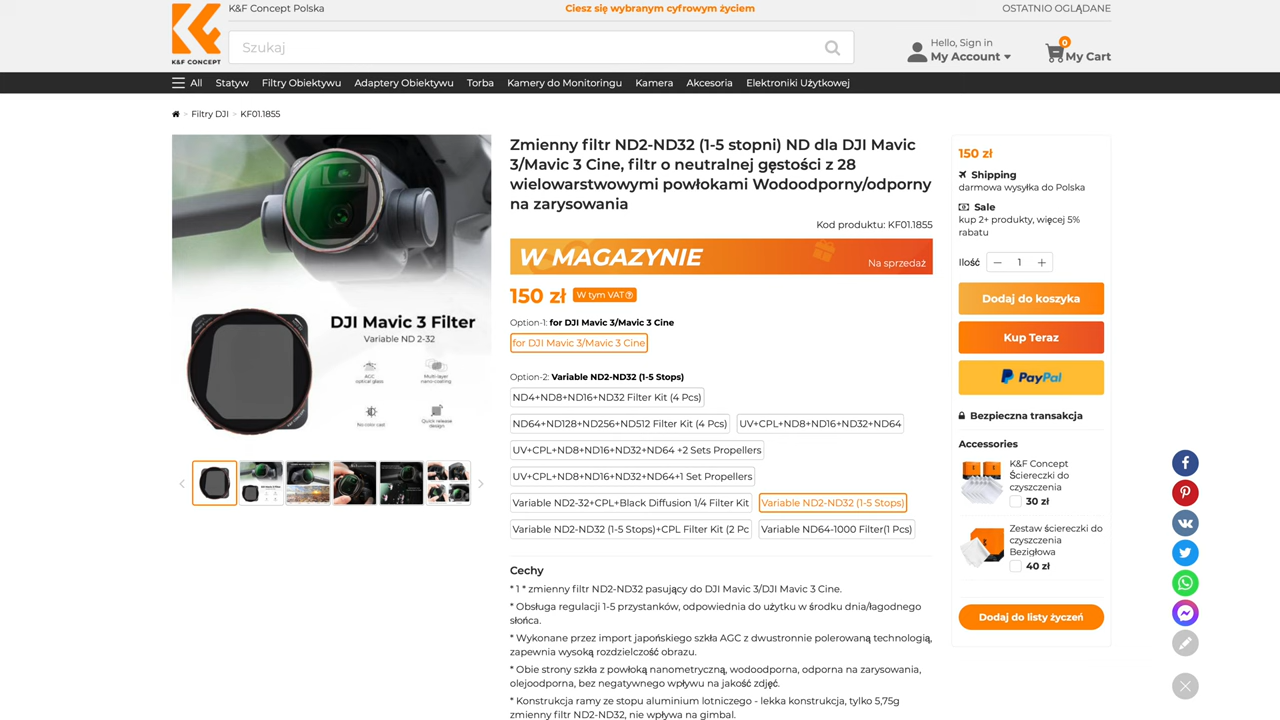 K&F CONCEPT
K&F Concept Polska
Ciesz się wybranym cyfrowym życiem
OSTATNIO OGLĄDANE
Szukaj
Hello, Sign in
My Account
0
My Cart
All
Statyw
Filtry Obiektywu
Adaptery Obiektywu
Torba
Kamery do Monitoringu
Kamera
Akcesoria
Elektroniki Użytkowej
> Filtry DJI > KF01.1855
DJI Mavic 3 Filter
Variable ND 2-32
AGC
optical glass
Multi-layer
nano-coating
No color cast
Quick release
design
Zmienny filtr ND2-ND32 (1-5 stopni) ND dla DJI Mavic
3/Mavic 3 Cine, filtr o neutralnej gęstości z 28
wielowarstwowymi powłokami Wodoodporny/odporny
na zarysowania
Kod produktu: KF01.1855
W MAGAZYNIE
Na sprzedaż
150 zł
W tym VAT
Option-1: for DJI Mavic 3/Mavic 3 Cine
for DJI Mavic 3/Mavic 3 Cine
Option-2: Variable ND2-ND32 (1-5 Stops)
ND4+ND8+ND16+ND32 Filter Kit (4 Pcs)
ND64+ND128+ND256+ND512 Filter Kit (4 Pcs)
UV+CPL+ND8+ND16+ND32+ND64
UV+CPL+ND8+ND16+ND32+ND64 +2 Sets Propellers
UV+CPL+ND8+ND16+ND32+ND64+1 Set Propellers
Variable ND2-32+CPL+Black Diffusion 1/4 Filter Kit
Variable ND2-ND32 (1-5 Stops)
Variable ND2-ND32 (1-5 Stops)+CPL Filter Kit (2 Pc
Variable ND64-1000 Filter(1 Pcs)
Cechy
* 1 * zmienny filtr ND2-ND32 pasujący do DJI Mavic 3/DJI Mavic 3 Cine.
* Obsługa regulacji 1-5 przystanków, odpowiednia do użytku w środku dnia/łagodnego
słońca.
* Wykonane przez import japońskiego szkła AGC z dwustronnie polerowaną technologią,
zapewnia wysoką rozdzielczość obrazu.
* Obie strony szkła z powłoką nanometryczną, wodoodporna, odporna na zarysowania,
olejoodporna, bez negatywnego wpływu na jakość zdjęć.
* Konstrukcja ramy ze stopu aluminium lotniczego - lekka konstrukcja, tylko 5,75g
zmienny filtr ND2-ND32, nie wpływa na gimbal.
150 zł
Shipping
darmowa wysyłka do Polska
Sale
kup 2+ produkty, więcej 5%
rabatu
Ilość
1
Dodaj do koszyka
Kup Teraz
PayPal
Bezpieczna transakcja
Accessories
K&F Concept
Ściereczki do
czyszczenia
30 zł
Zestaw ściereczki do
czyszczenia
Bezigłowa
40 zł
Dodaj do listy życzeń